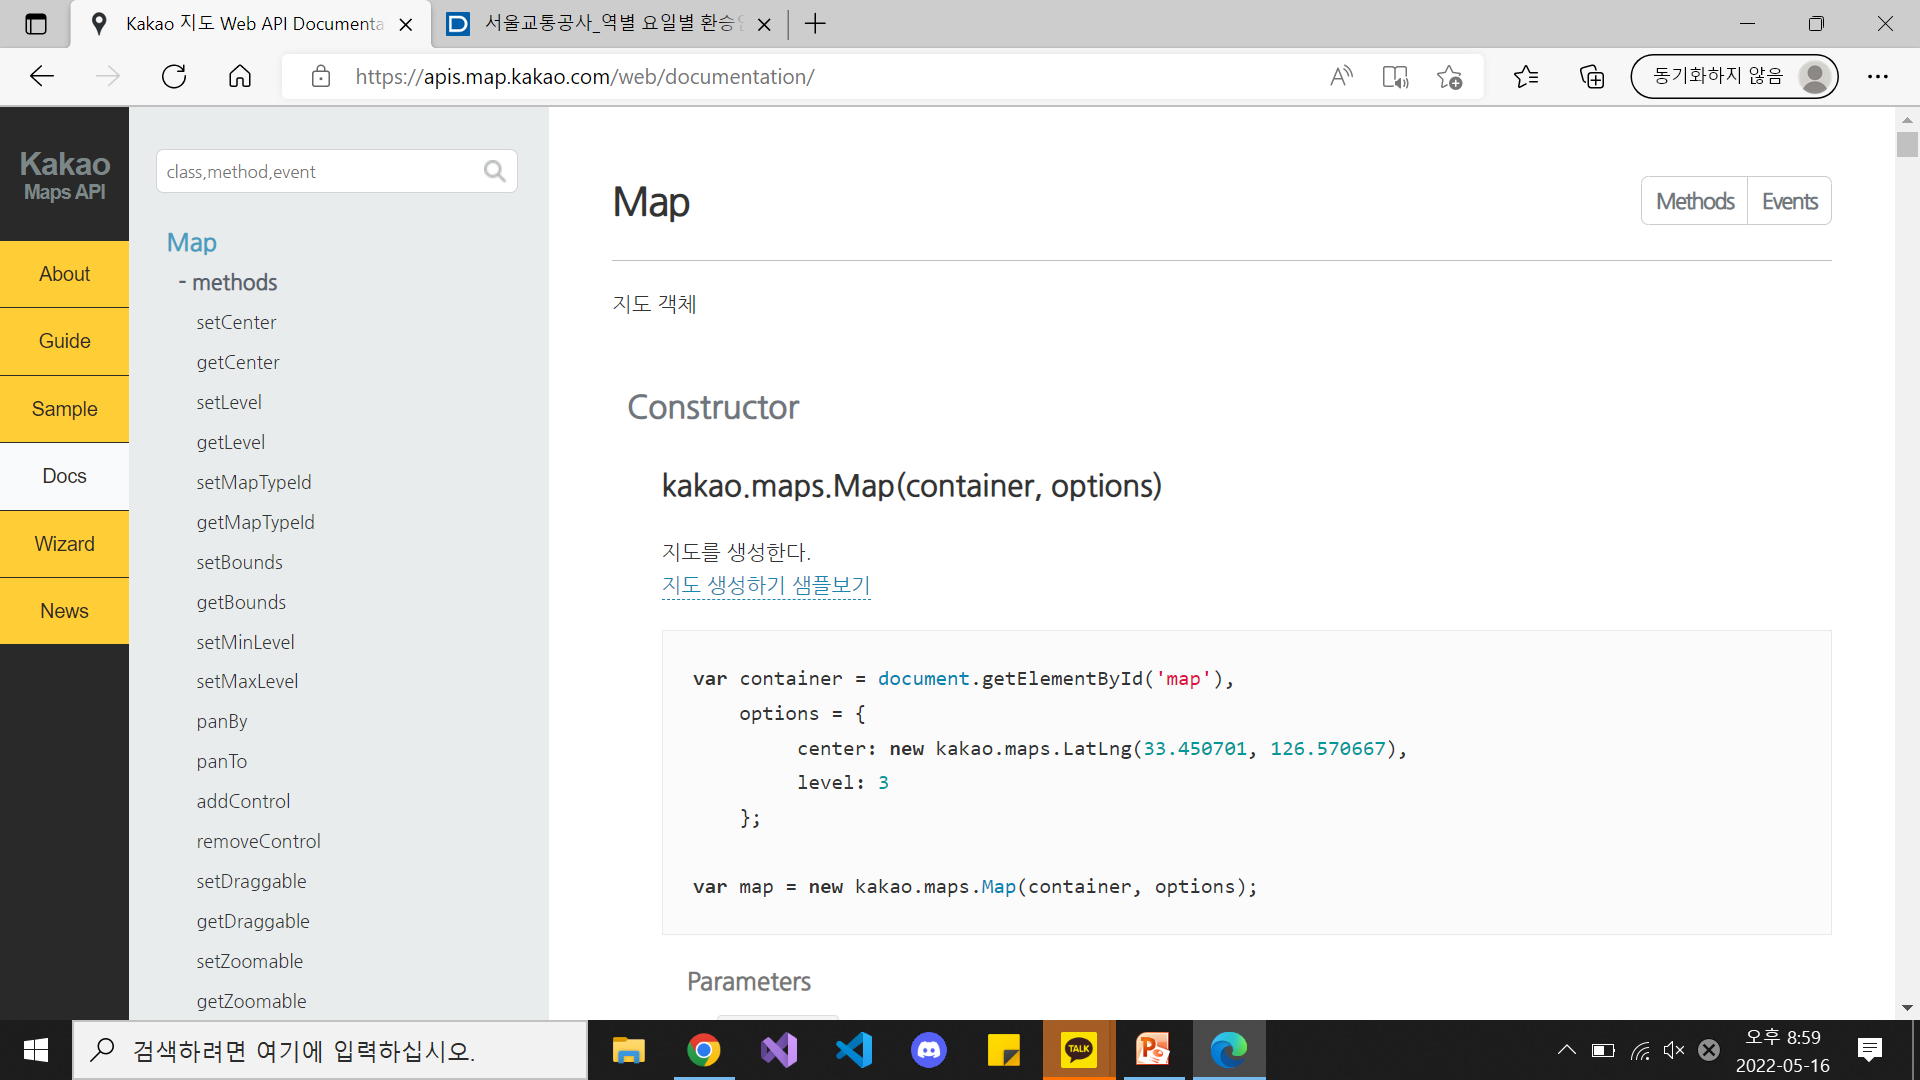 Kakao 지도 Web API Documenta
서울교통공사_역별 요일별 환승
https://apis.map.kakao.com/web/documentation/
동기화하지 않음
Kakao
Maps API
About
Guide
Sample
Docs
Wizard
News
class,method,event
Map
- methods
setCenter
getCenter
setLevel
getLevel
setMapTypeId
getMapTypeId
setBounds
getBounds
setMinLevel
setMaxLevel
panBy
panTo
addControl
removeControl
setDraggable
getDraggable
setZoomable
getZoomable
Map
Methods
Events
지도 객체
Constructor
kakao.maps.Map(container, options)
지도를 생성한다.
지도 생성하기 샘플보기
var container = document.getElementById('map'),
options = {
center: new kakao.maps.LatLng(33.450701, 126.570667),
level: 3
};
var map = new kakao.maps.Map(container, options);
Parameters
검색하려면 여기에 입력하십시오.
TALK
오후 8:59
2022-05-16